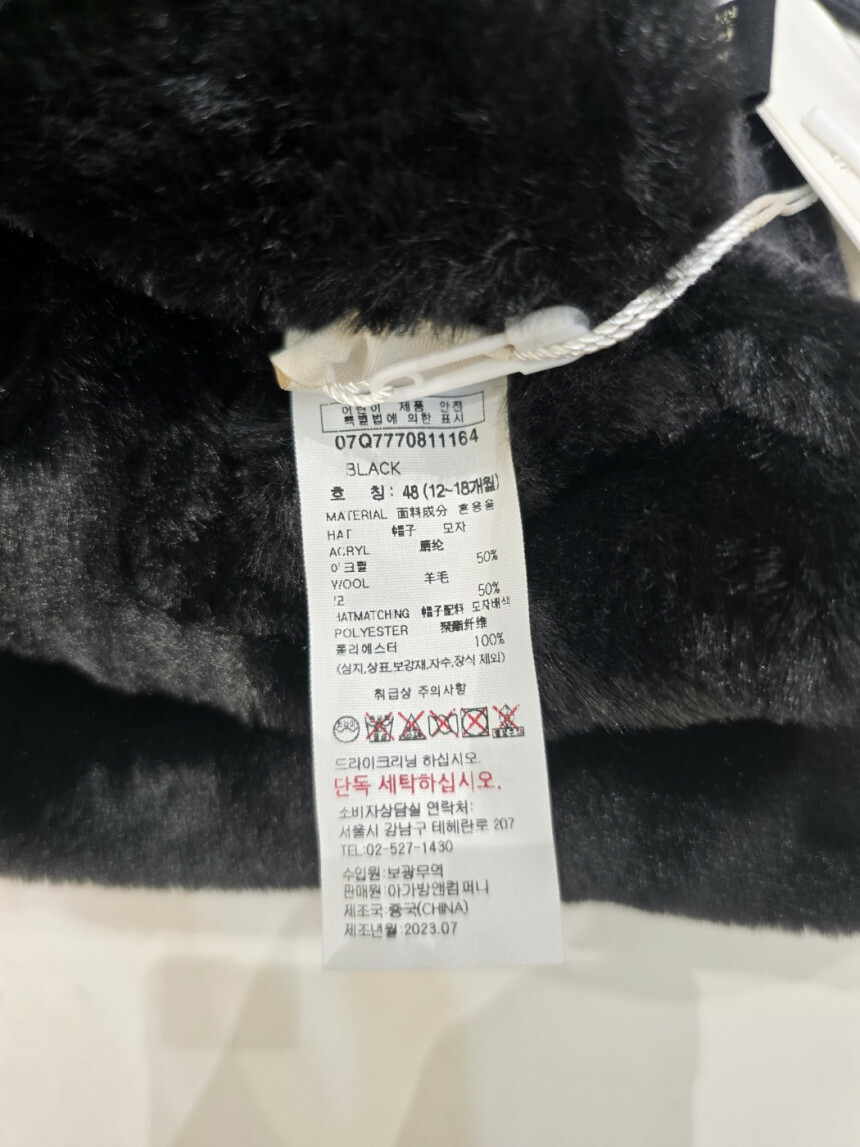 어린이 제품 안전
특별법에 의한 표시
07Q7770811164
BLACK
호 칭: 48 (12~18개월)
MATERIAL 面料成分 혼용율
HAT 帽子 모자
ACRYL 腈纶
아크릴 50%
WOOL 羊毛
50%
HATMATCHING 帽子配料 모자배색
POLYESTER 聚酯纤维
폴리에스터 100%
(심지,상표,보강재,자수,장식 제외)
취급상 주의사항
드라이크리닝 하십시오.
단독 세탁하십시오.
소비자상담실 연락처:
서울시 강남구 테헤란로 207
TEL:02-527-1430
수입원:보광무역
판매원:아가방앤컴퍼니
제조국:중국(CHINA)
제조년월:2023.07